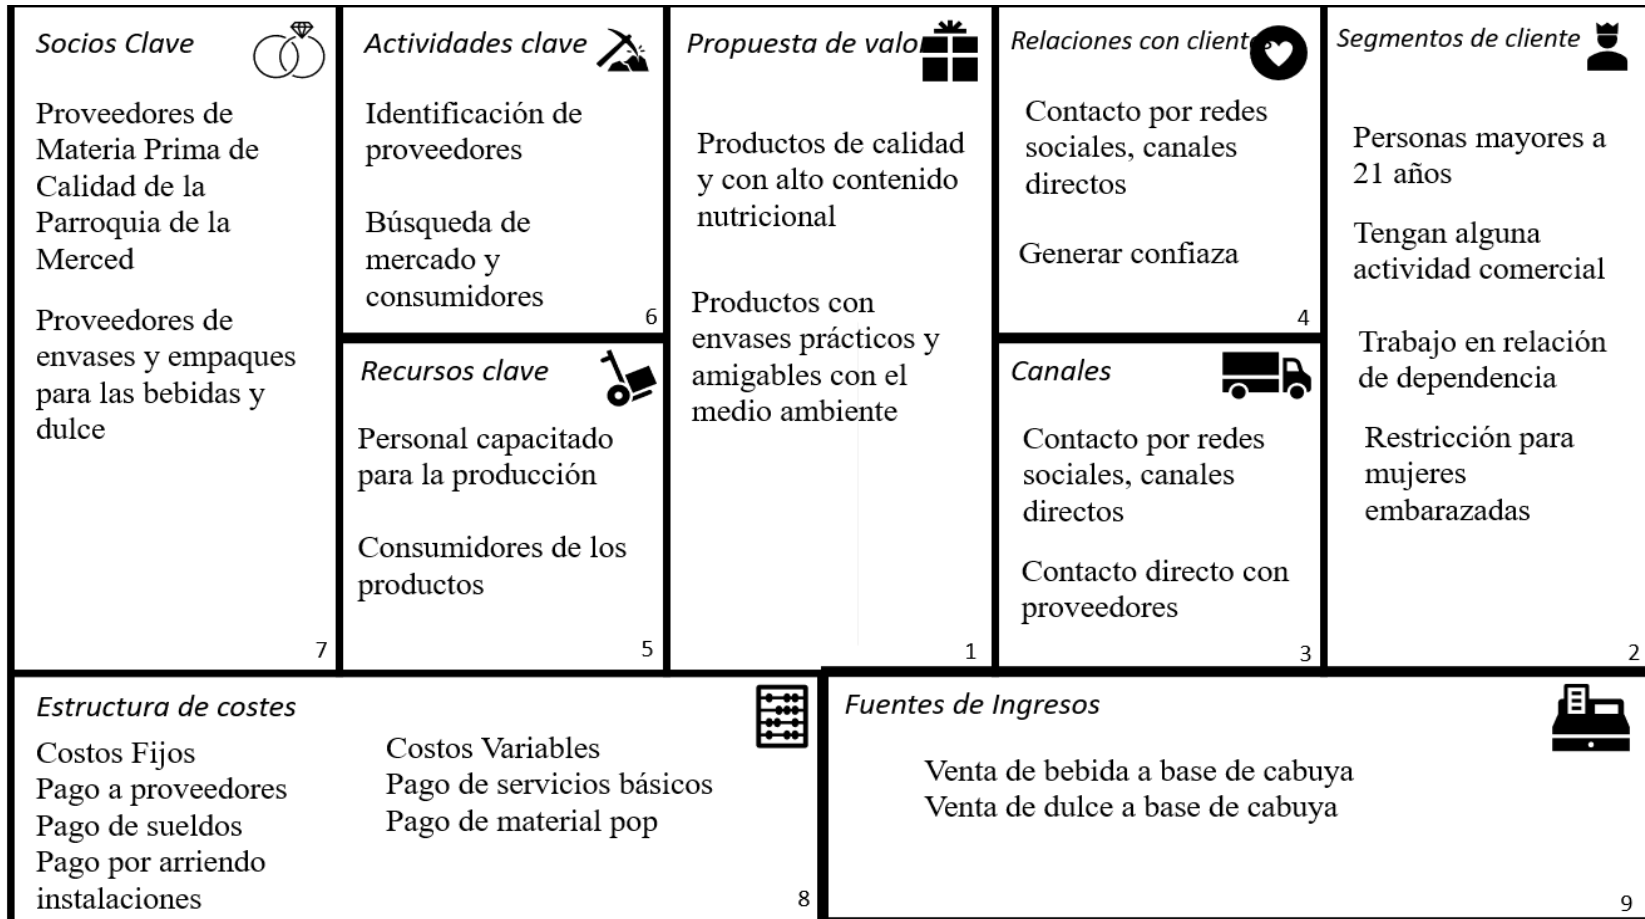 Socios Clave
Proveedores de
Materia Prima de
Calidad de la
Parroquia de la
Merced
Proveedores de
envases y empaques
para las bebidas y
dulce
7
Actividades clave
Identificación de
proveedores
Búsqueda de
mercado y
consumidores
6
Recursos clave
Personal capacitado
para la producción
Consumidores de los
productos
5
Propuesta de valo
Productos de calidad
y con alto contenido
nutricional
Productos con
envases prácticos y
amigables con el
medio ambiente
1
Relaciones con clientes
Contacto por redes
sociales, canales
directos
Generar confiaza
4
Canales
Contacto por redes
sociales, canales
directos
Contacto directo con
proveedores
3
Segmentos de cliente
Personas mayores a
21 años
Tengan alguna
actividad comercial
Trabajo en relación
de dependencia
Restricción para
mujeres
embarazadas
2
Estructura de costes
Costos Fijos
Pago a proveedores
Pago de sueldos
Pago por arriendo
instalaciones
Costos Variables
Pago de servicios básicos
Pago de material pop
8
Fuentes de Ingresos
Venta de bebida a base de cabuya
Venta de dulce a base de cabuya
9